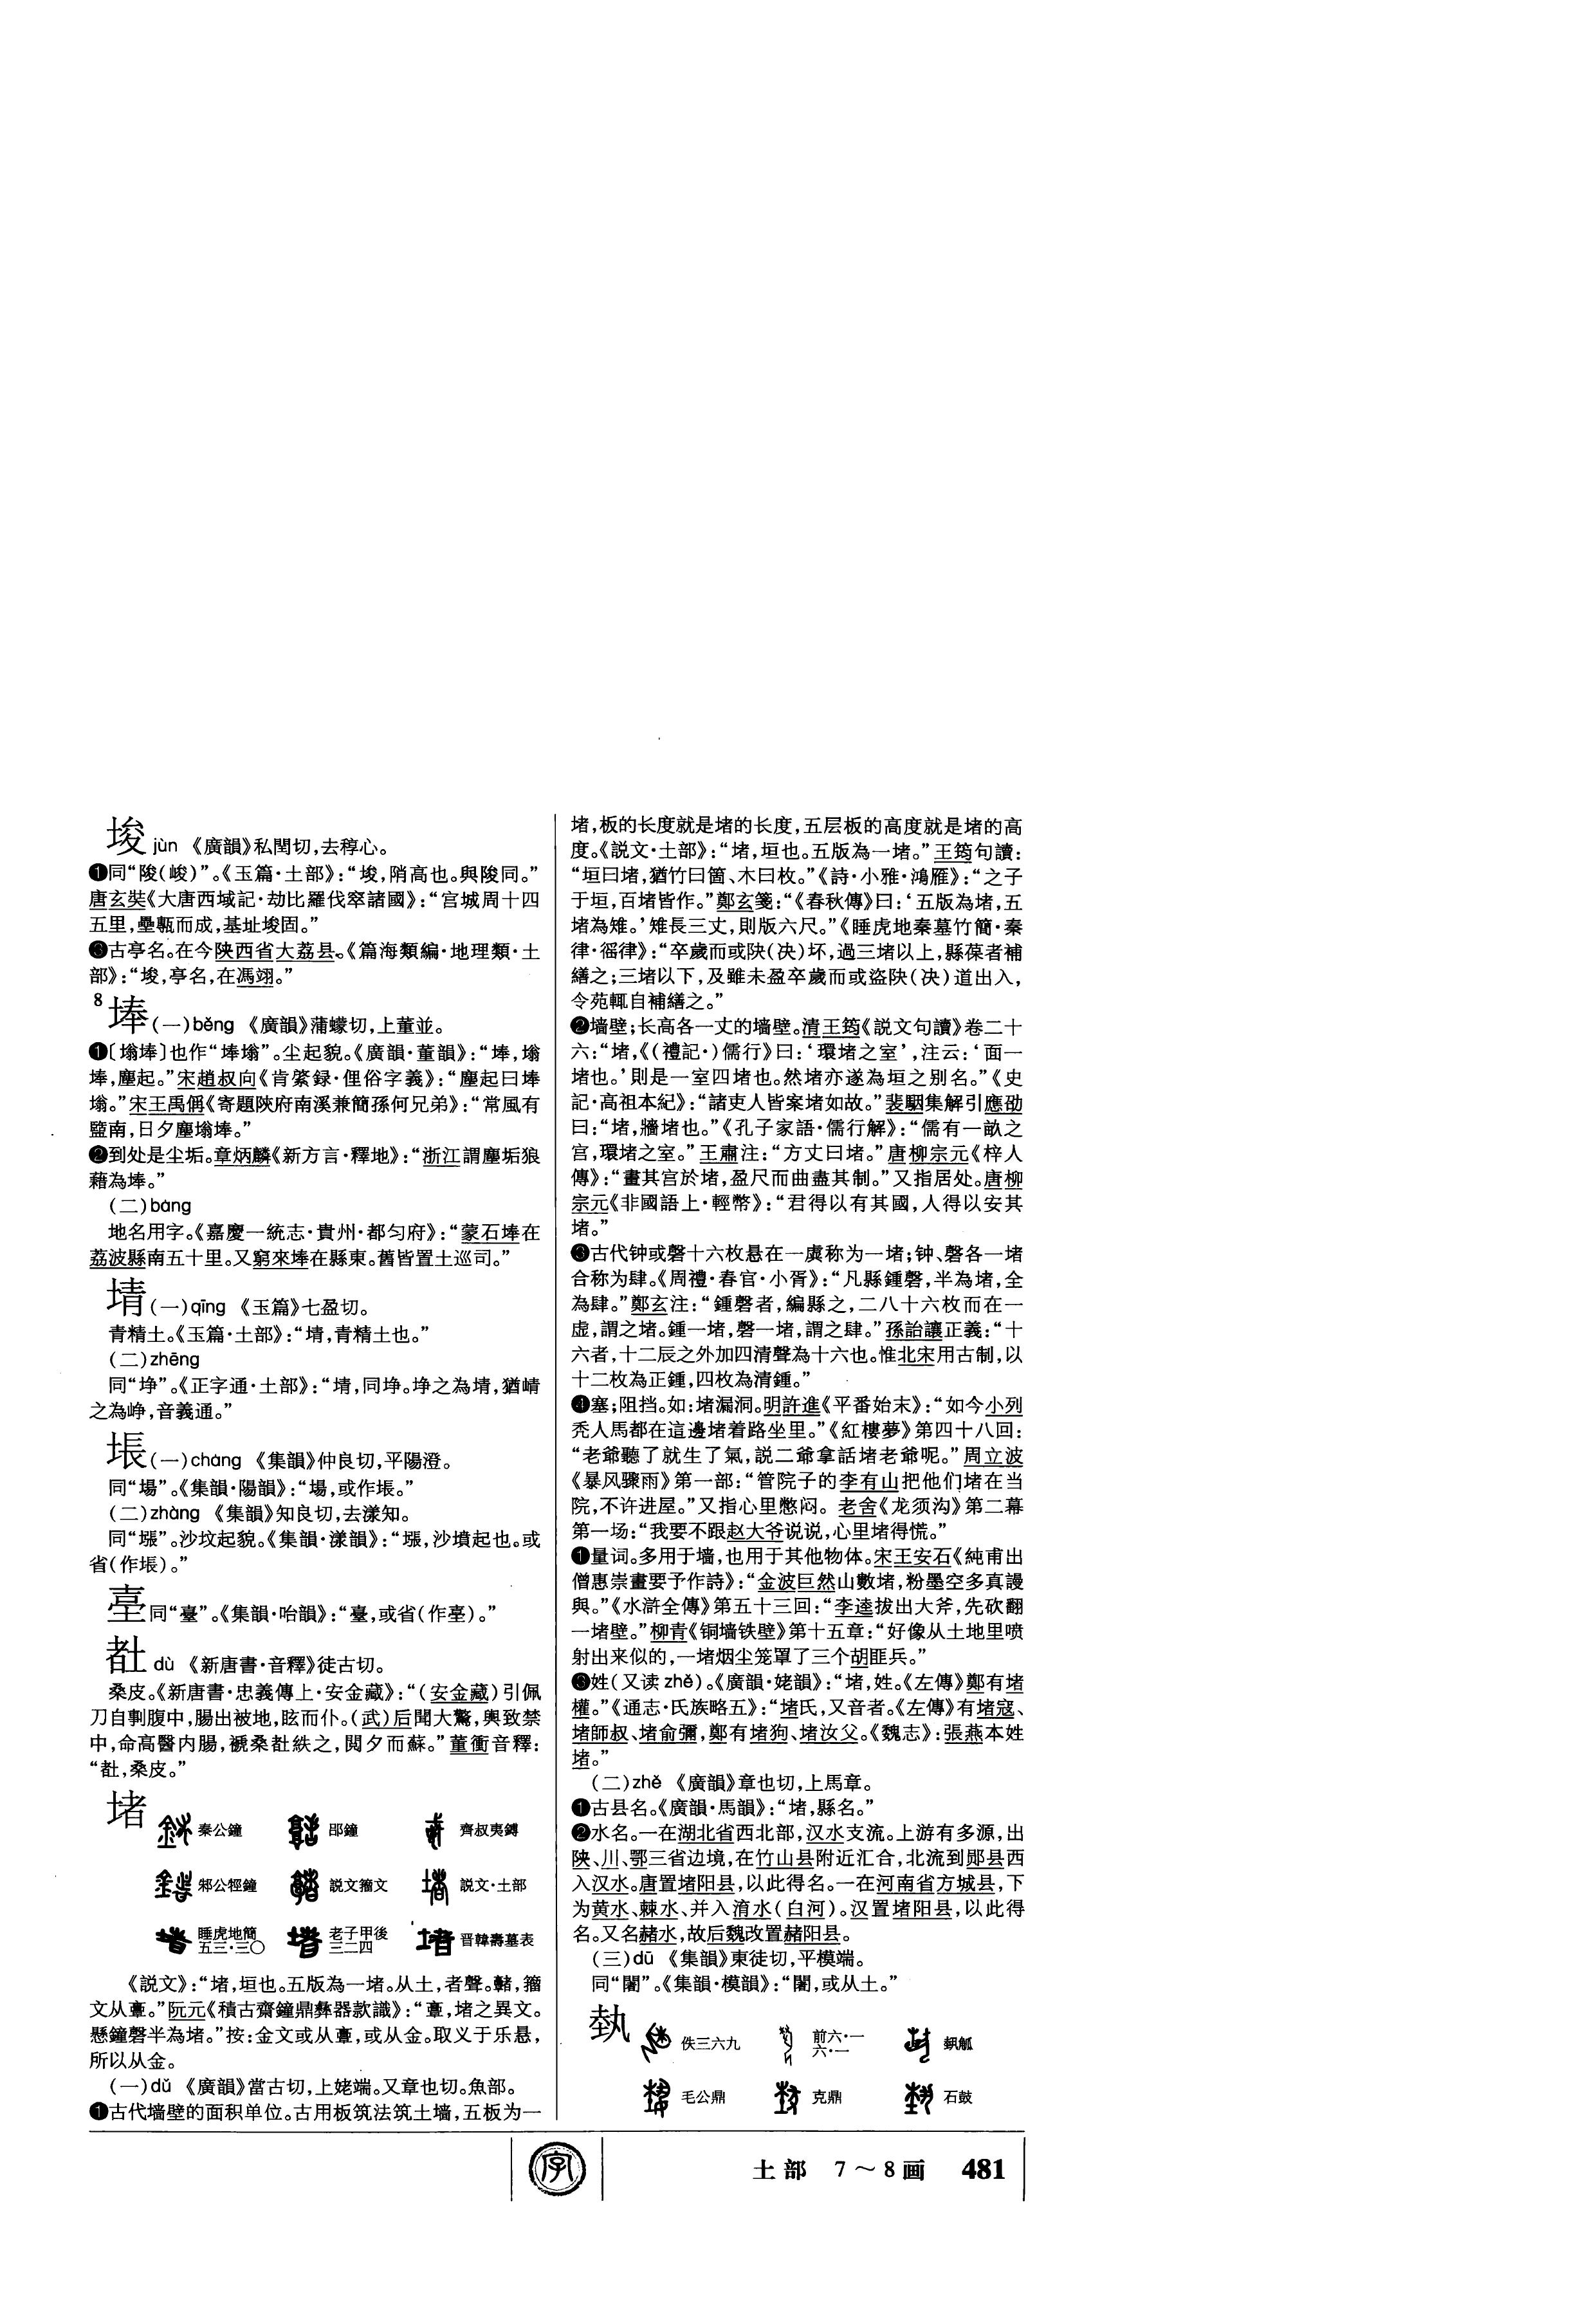 埈 jùn 《廣韻》私閏切,去稕心。
❶同“陖(峻)”。《玉篇·土部》:“埈,陗高也。與陖同。”
唐玄奘《大唐西域記·劫比羅伐窣諸國》:“宫城周十四
五里,壘甎而成,基址埈固。”
❸古亭名。在今陕西省大荔县。《篇海類編·地理類·土
部》:“埈,亭名,在馮翊。”
8 埲(一)běng 《廣韻》蒲蠓切,上董並。
❶〔塕埲〕也作“埲塕”。尘起貌。《廣韻·董韻》:“埲,塕
埲,塵起。”宋趙叔向《肯綮録·俚俗字義》:“塵起曰埲
塕。”宋王禹偁《寄題陝府南溪兼簡孫何兄弟》:“常風有
鹽南,日夕塵塕埲。”
❷到处是尘垢。章炳麟《新方言·釋地》:“浙江謂塵垢狼
藉為埲。”
(二)bàng
地名用字。《嘉慶一統志·貴州·都匀府》:“蒙石埲在
荔波縣南五十里。又窮來埲在縣東。舊皆置土巡司。”
埥(一)qīng 《玉篇》七盈切。
青精土。《玉篇·土部》:“埥,青精土也。”
(二)zhēng
同“埩”。《正字通·土部》:“埥,同埩。埩之為埥,猶崝
之為崢,音義通。”
埌(一)cháng 《集韻》仲良切,平陽澄。
同“場”。《集韻·陽韻》:“場,或作㙊。”
(二)zhàng 《集韻》知良切,去漾知。
同“墬”。沙坟起貌。《集韻·漾韻》:“墬,沙墳起也。或
省(作㙊)。”
㙜同“臺”。《集韻·咍韻》:“臺,或省(作㙜)。”
㙃 dù 《新唐書·音釋》徒古切。
桑皮。《新唐書·忠義傳上·安金藏》:“(安金藏)引佩
刀自剚腹中,腸出被地,眩而仆。(武)后聞大驚,輿致禁
中,命高醫内腸,褫桑㙃紩之,閲夕而蘇。”董衝音釋:
“㙃,桑皮。”
堵
秦公鐘 邵鐘 齊叔夷鎛
邾公牼鐘 説文籀文 説文·土部
睡虎地簡五三·三〇 老子甲後三二四 晋韓壽墓表
《説文》:“堵,垣也。五版為一堵。从土,者聲。䡍,籀
文从𩫖。”阮元《積古齋鐘鼎彝器款識》:“𩫖,堵之異文。
懸鐘磬半為堵。”按:金文或从𩫖,或从金。取义于乐悬,
所以从金。
(一)dǔ 《廣韻》當古切,上姥端。又章也切。魚部。
❶古代墙壁的面积单位。古用板筑法筑土墙,五板为一
堵,板的长度就是堵的长度,五层板的高度就是堵的高
度。《説文·土部》:“堵,垣也。五版為一堵。”王筠句讀:
“垣曰堵,猶竹曰箇、木曰枚。”《詩·小雅·鴻雁》:“之子
于垣,百堵皆作。”鄭玄箋:“《春秋傳》曰:‘五版為堵,五
堵為雉。’雉長三丈,則版六尺。”《睡虎地秦墓竹簡·秦
律·徭律》:“卒歲而或𡙇(决)坏,過三堵以上,縣葆者補
繕之;三堵以下,及雖未盈卒歲而或盜𡙇(决)道出入,
令苑輒自補繕之。”
❷墙壁;长高各一丈的墙壁。清王筠《説文句讀》卷二十
六:“堵,《(禮記·)儒行》曰:‘環堵之室’,注云:‘面一
堵也。’則是一室四堵也。然堵亦遂為垣之别名。”《史
記·高祖本紀》:“諸吏人皆案堵如故。”裴駰集解引應劭
曰:“堵,牆堵也。”《孔子家語·儒行解》:“儒有一畝之
宫,環堵之室。”王肅注:“方丈曰堵。”唐柳宗元《梓人
傳》:“畫其宫於堵,盈尺而曲盡其制。”又指居处。唐柳
宗元《非國語上·輕幣》:“君得以有其國,人得以安其
堵。”
❸古代钟或磬十六枚悬在一虡称为一堵;钟、磬各一堵
合称为肆。《周禮·春官·小胥》:“凡縣鍾磬,半為堵,全
為肆。”鄭玄注:“鍾磬者,編縣之,二八十六枚而在一
虚,謂之堵。鍾一堵,磬一堵,謂之肆。”孫詒讓正義:“十
六者,十二辰之外加四清聲為十六也。惟北宋用古制,以
十二枚為正鍾,四枚為清鍾。”
❹塞;阻挡。如:堵漏洞。明許進《平番始末》:“如今小列
秃人馬都在這邊堵着路坐里。”《紅樓夢》第四十八回:
“老爺聽了就生了氣,説二爺拿話堵老爺呢。”周立波
《暴风骤雨》第一部:“管院子的李有山把他们堵在当
院,不许进屋。”又指心里憋闷。老舍《龙须沟》第二幕
第一场:“我要不跟赵大爷说说,心里堵得慌。”
❶量词。多用于墙,也用于其他物体。宋王安石《純甫出
僧惠崇畫要予作詩》:“金波巨然山數堵,粉墨空多真謾
與。”《水滸全傳》第五十三回:“李逵拔出大斧,先砍翻
一堵壁。”柳青《铜墙铁壁》第十五章:“好像从土地里喷
射出来似的,一堵烟尘笼罩了三个胡匪兵。”
❸姓(又读zhě)。《廣韻·姥韻》:“堵,姓。《左傳》鄭有堵
權。”《通志·氏族略五》:“堵氏,又音者。《左傳》有堵寇、
堵師叔、堵俞彌,鄭有堵狗、堵汝父。《魏志》:張燕本姓
堵。”
(二)zhě 《廣韻》章也切,上馬章。
❶古县名。《廣韻·馬韻》:“堵,縣名。”
❷水名。一在湖北省西北部,汉水支流。上游有多源,出
陕、川、鄂三省边境,在竹山县附近汇合,北流到郧县西
入汉水。唐置堵阳县,以此得名。一在河南省方城县,下
为黄水、棘水、并入淯水(白河)。汉置堵阳县,以此得
名。又名赭水,故后魏改置赭阳县。
(三)dū 《集韻》東徒切,平模端。
同“闍”。《集韻·模韻》:“闍,或从土。”
埶
佚三六九 前六·一六·一 䚈觚
毛公鼎 克鼎 石鼓
字
土部 7～8画 481